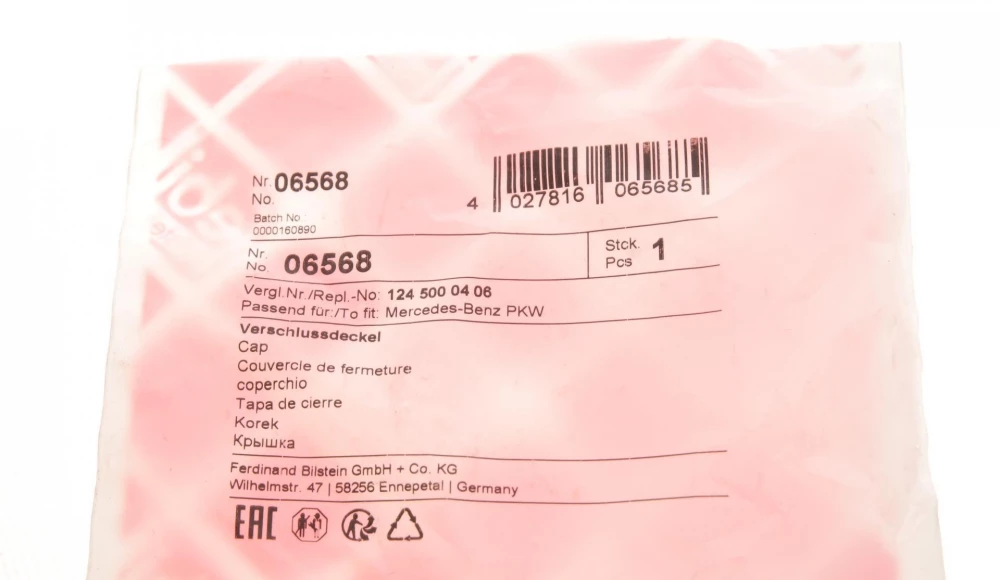 Nr. 06568
No.
4 027816 065685
Batch No.:
0000160890
Nr.
No. 06568
Stck.
Pcs 1
Vergl.Nr./Repl.-No: 124 500 04 06
Passend für:/To fit: Mercedes-Benz PKW
Verschlussdeckel
Cap
Couvercle de fermeture
coperchio
Tapa de cierre
Korek
Крышка
Ferdinand Bilstein GmbH + Co. KG
Wilhelmstr. 47 | 58256 Ennepetal | Germany
EAC